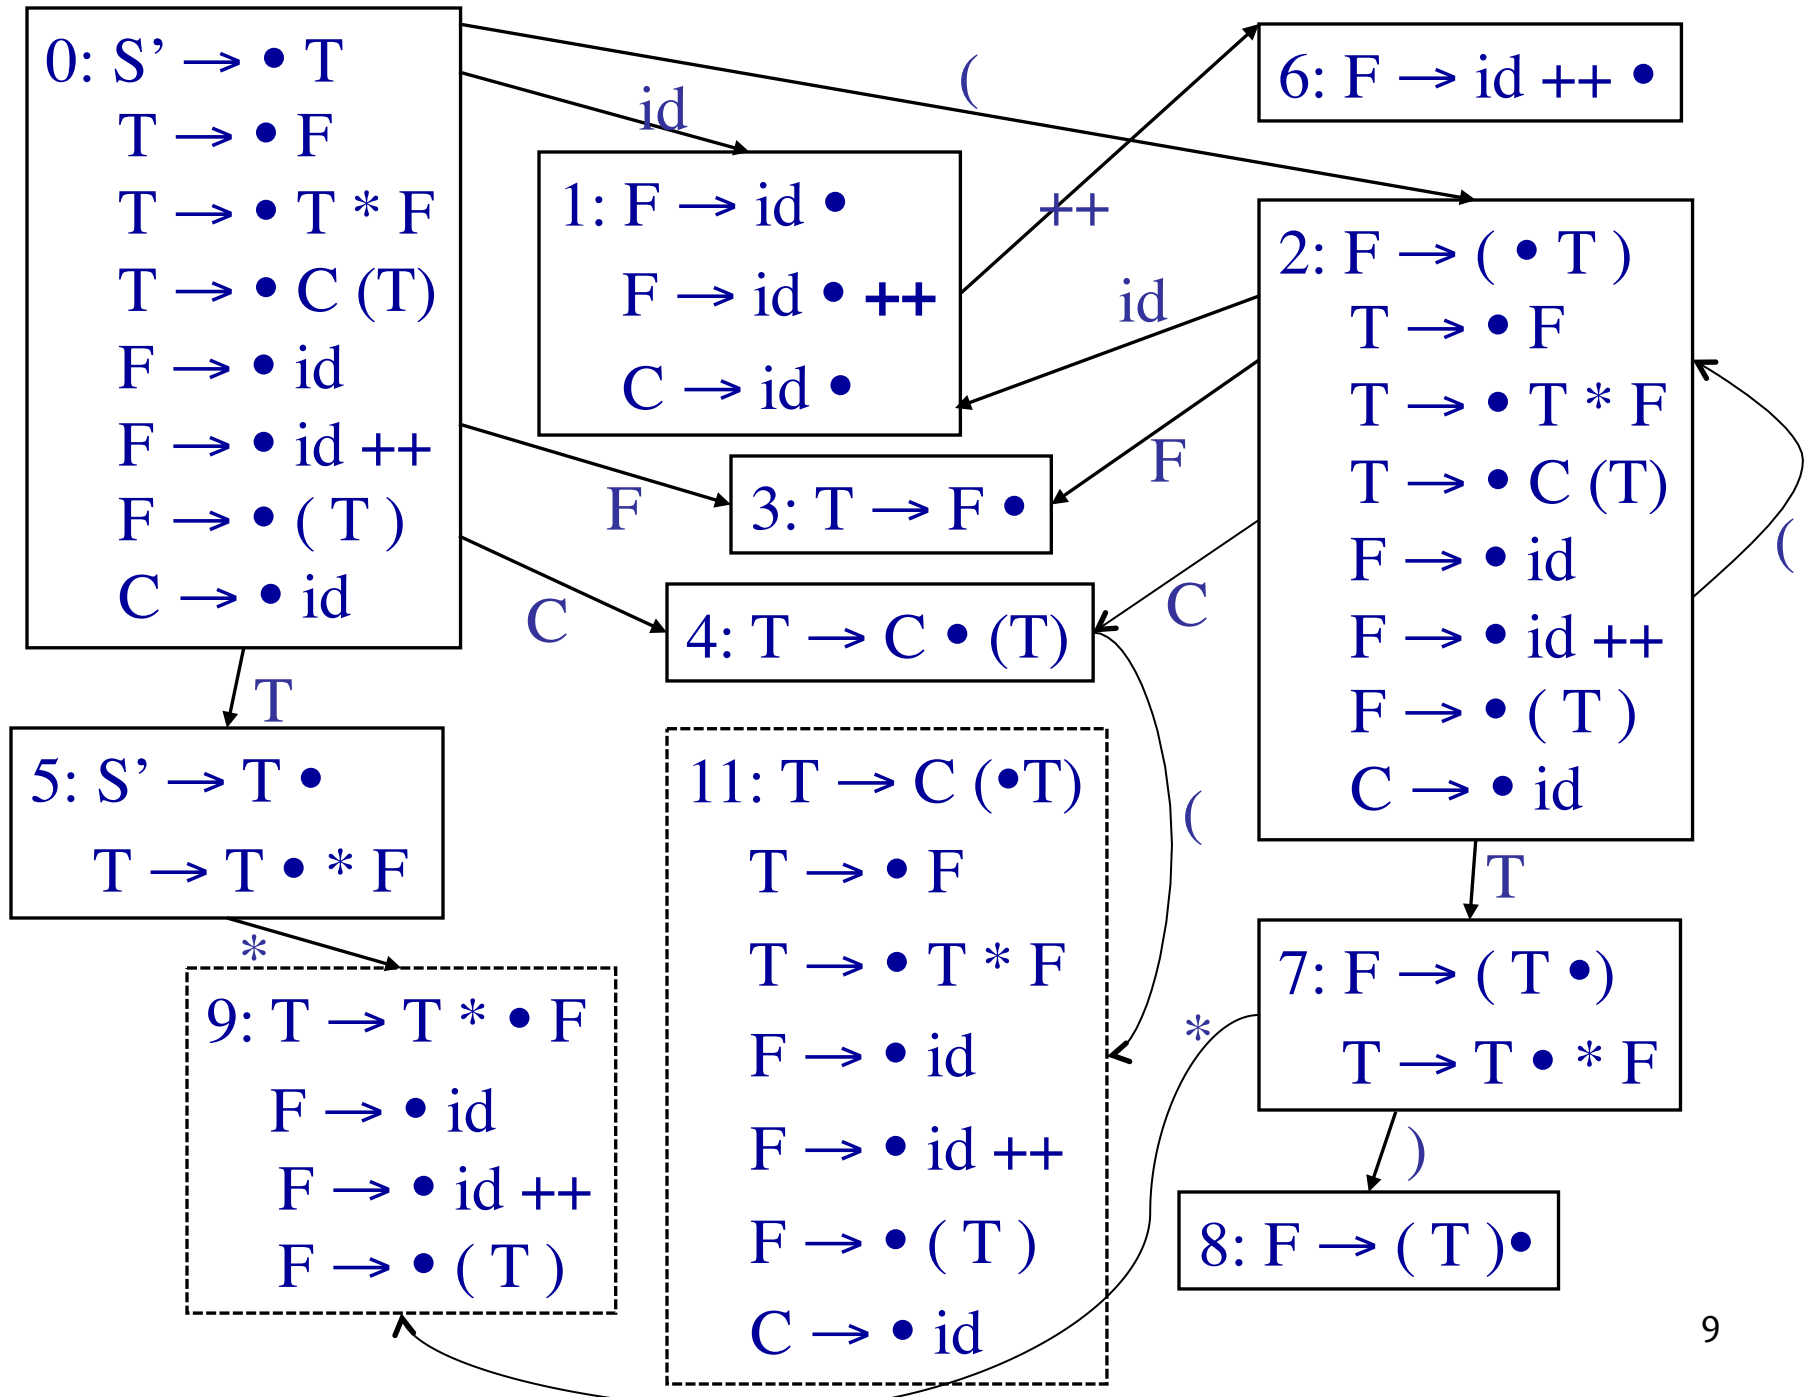 0: S’ → • T
T → • F
T → • T * F
T → • C (T)
F → • id
F → • id ++
F → • ( T )
C → • id
(
id
6: F → id ++ •
1: F → id •
F → id • ++
C → id •
++
id
2: F → ( • T )
T → • F
T → • T * F
T → • C (T)
F → • id
F → • id ++
F → • ( T )
C → • id
F
3: T → F •
F
(
C
4: T → C • (T)
C
T
5: S’ → T •
T → T • * F
11: T → C (•T)
T → • F
T → • T * F
F → • id
F → • id ++
F → • ( T )
C → • id
(
T
*
9: T → T * • F
F → • id
F → • id ++
F → • ( T )
7: F → ( T •)
T → T • * F
*
)
8: F → ( T )•
9